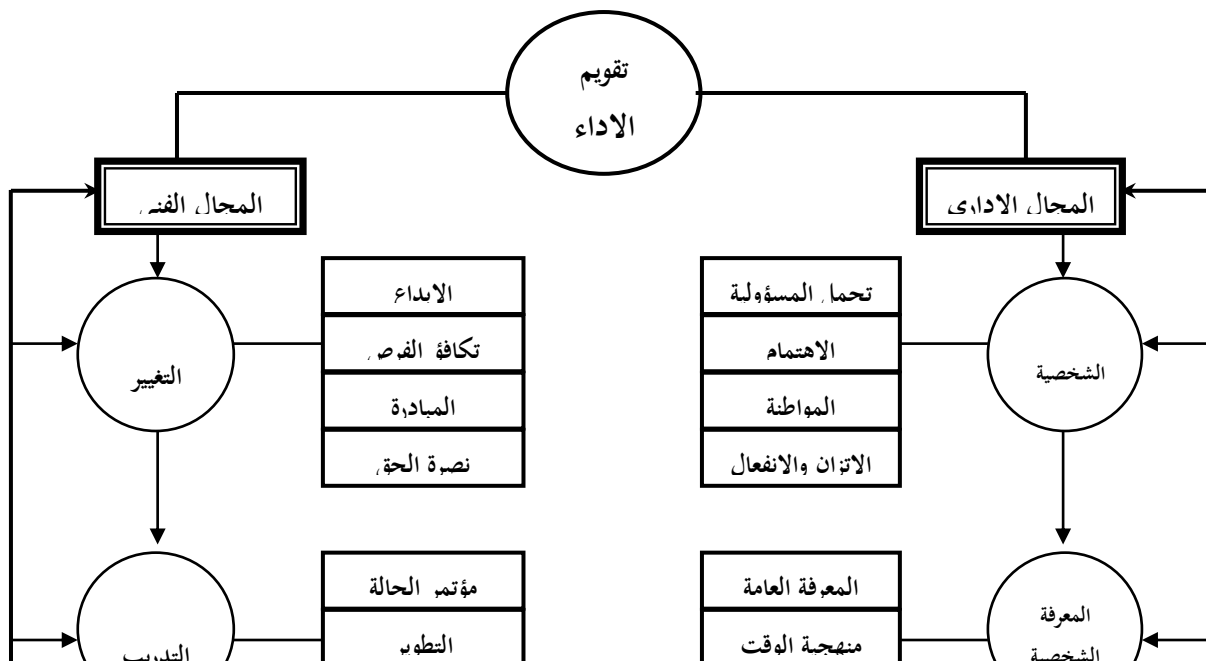 تقويم
الاداء
المجال الاداري
المجال الفني
تحمل المسؤولية
الاهتمام
المواطنة
الاتزان والانفعال
الشخصية
الابداع
تكافؤ الفرص
المبادرة
نصرة الحق
التغيير
المعرفة العامة
منهجية الوقت
المعرفة
الشخصية
مؤتمر الحالة
التطوير
التدريب